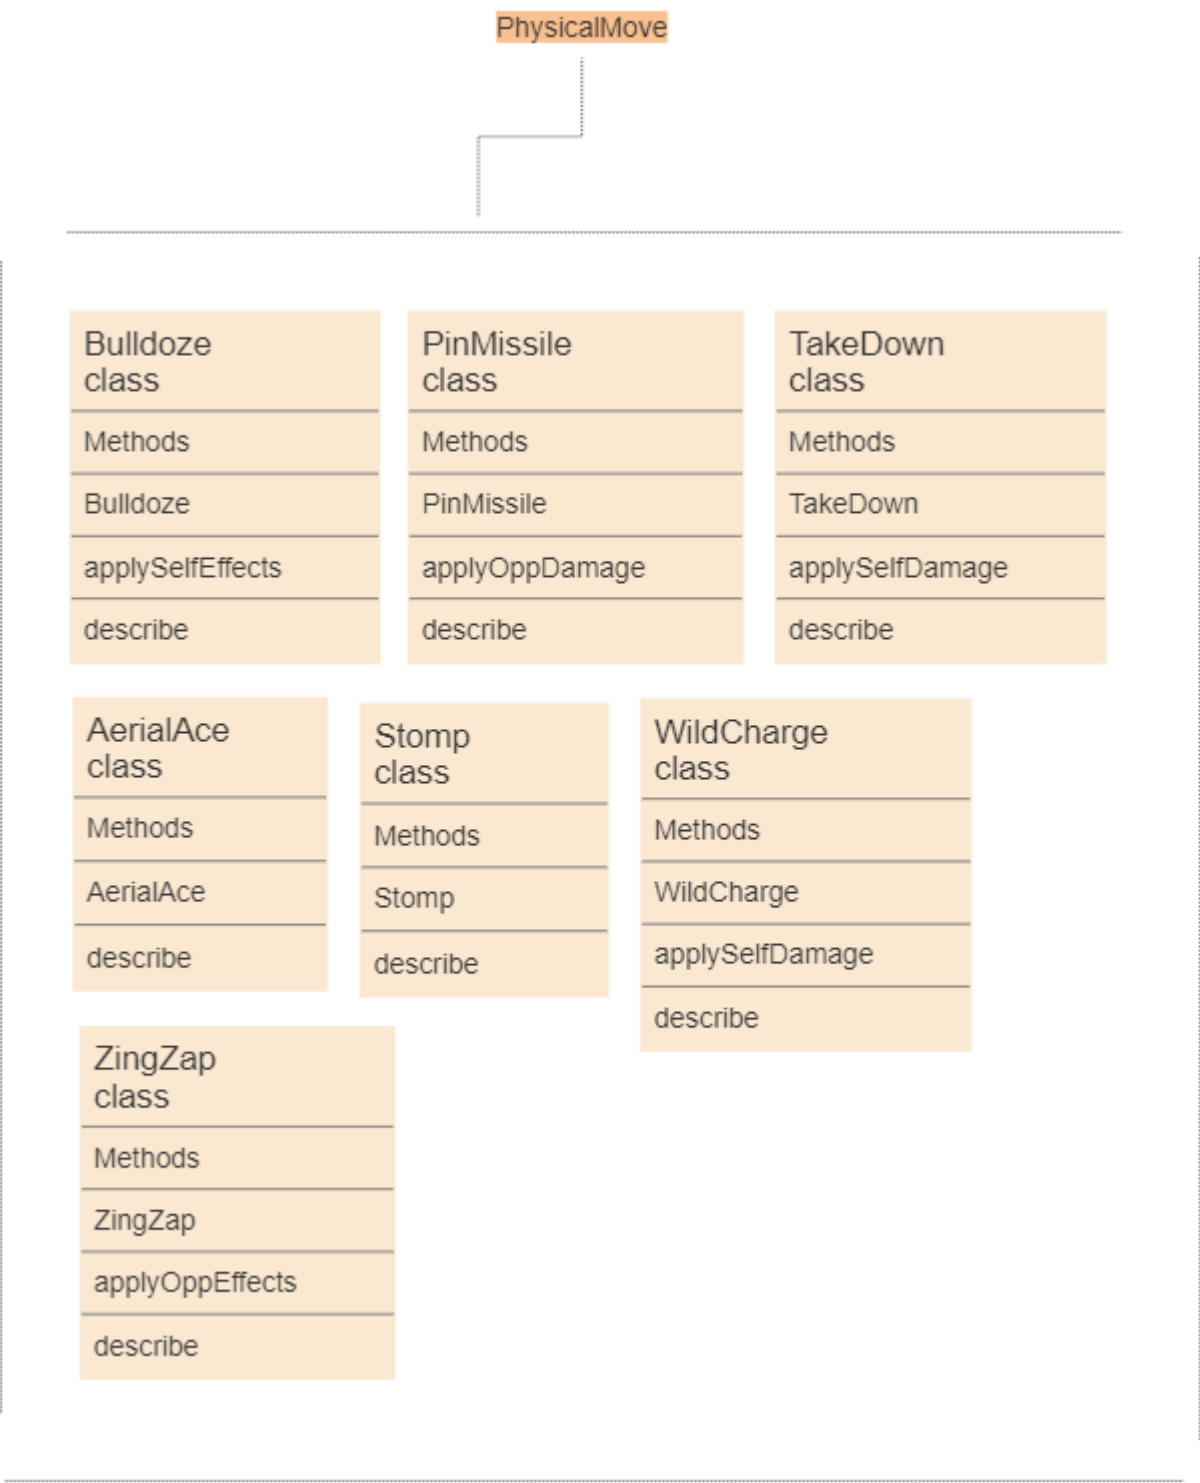 PhysicalMove
Bulldoze
class
Methods
Bulldoze
applySelfEffects
describe
PinMissile
class
Methods
PinMissile
applyOppDamage
describe
TakeDown
class
Methods
TakeDown
applySelfDamage
describe
AerialAce
class
Methods
AerialAce
describe
Stomp
class
Methods
Stomp
describe
WildCharge
class
Methods
WildCharge
applySelfDamage
describe
ZingZap
class
Methods
ZingZap
applyOppEffects
describe